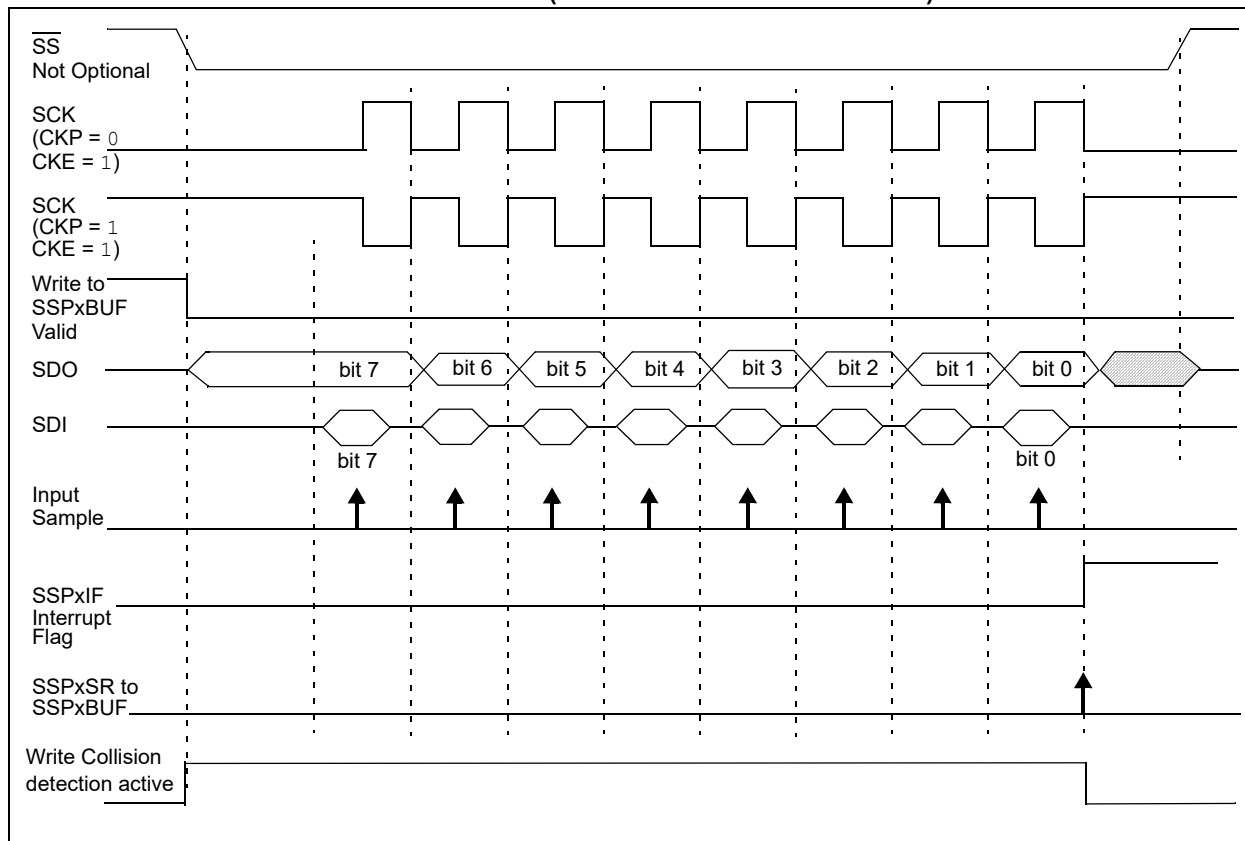 SS
Not Optional
SCK
(CKP = 0
CKE = 1)
SCK
(CKP = 1
CKE = 1)
Write to
SSPxBUF
Valid
SDO
bit 7
bit 6
bit 5
bit 4
bit 3
bit 2
bit 1
bit 0
SDI
bit 7
bit 0
Input
Sample
SSPxIF
Interrupt
Flag
SSPxSR to
SSPxBUF
Write Collision
detection active